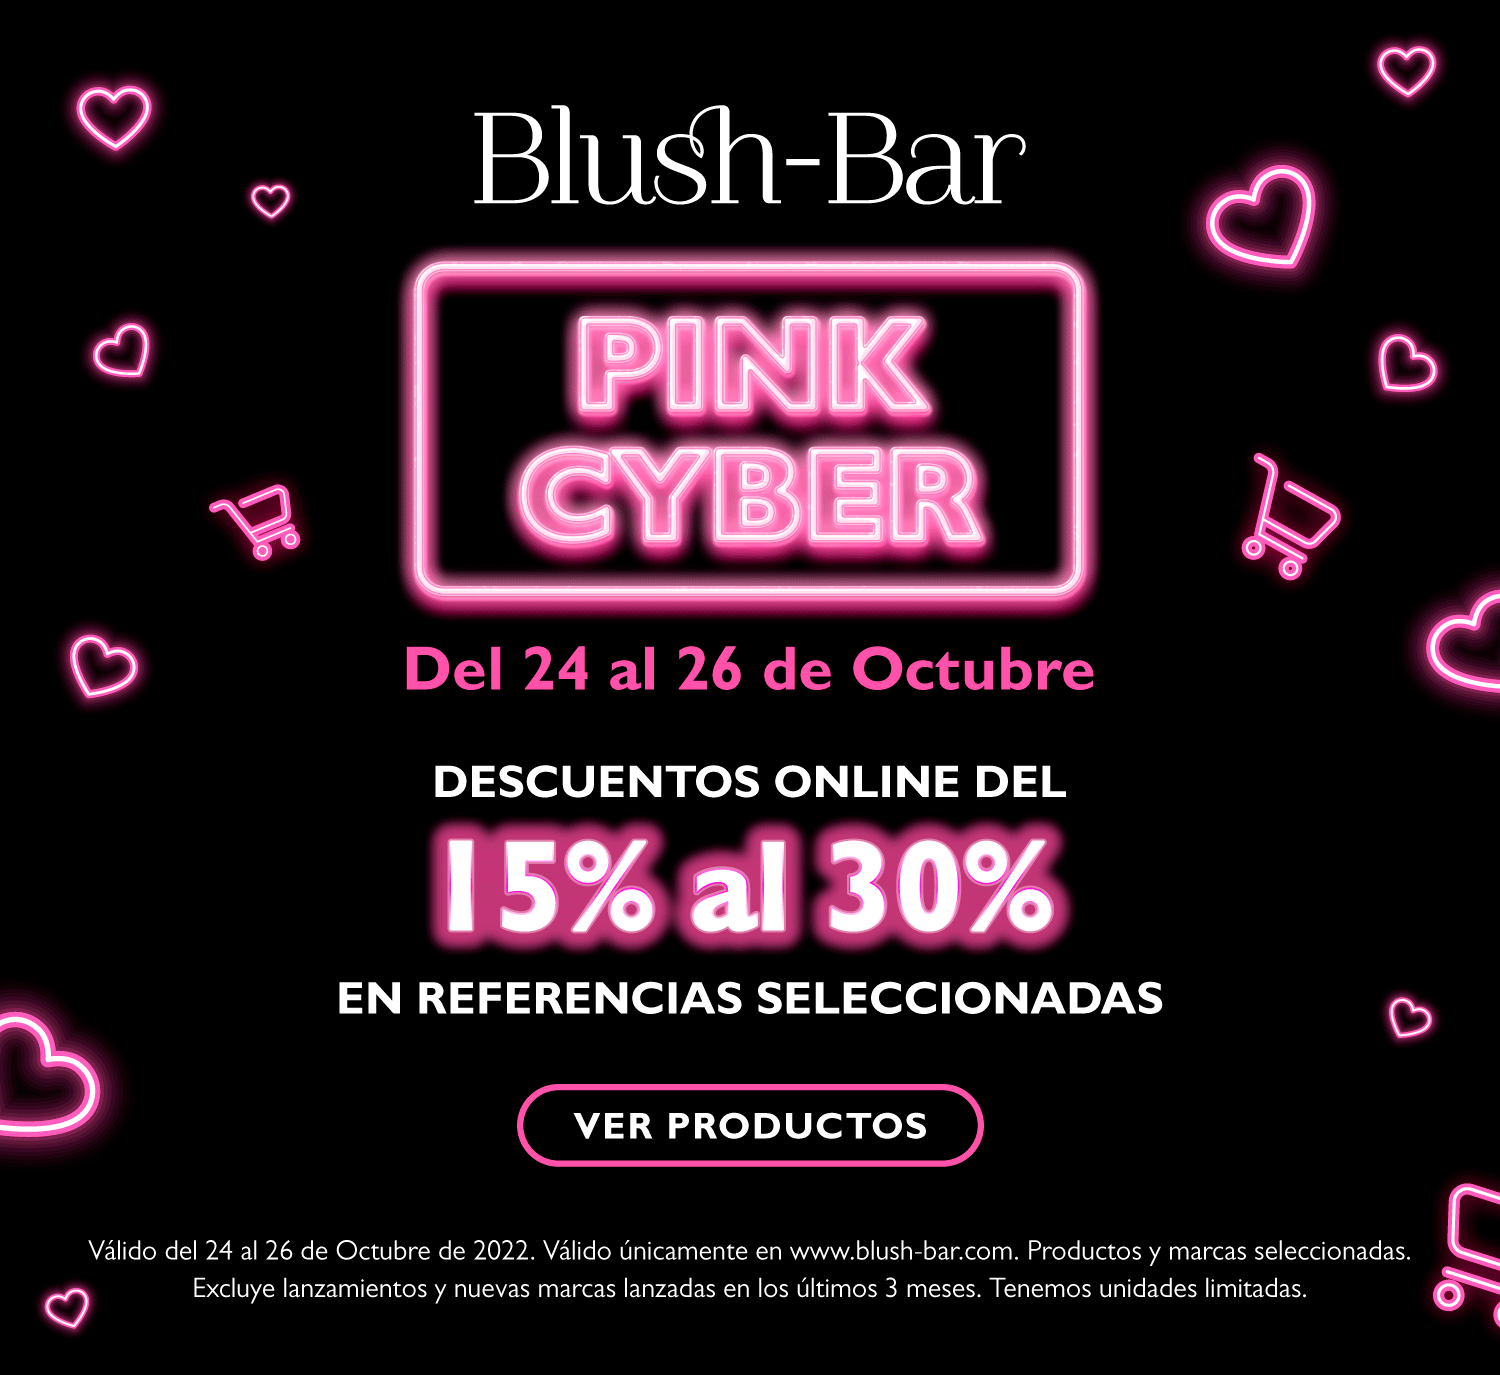 Blush-Bar
PINK
CYBER
Del 24 al 26 de Octubre
DESCUENTOS ONLINE DEL
15% al 30%
EN REFERENCIAS SELECCIONADAS
VER PRODUCTOS
Válido del 24 al 26 de Octubre de 2022. Válido únicamente en www.blush-bar.com. Productos y marcas seleccionadas.
Excluye lanzamientos y nuevas marcas lanzadas en los últimos 3 meses. Tenemos unidades limitadas.